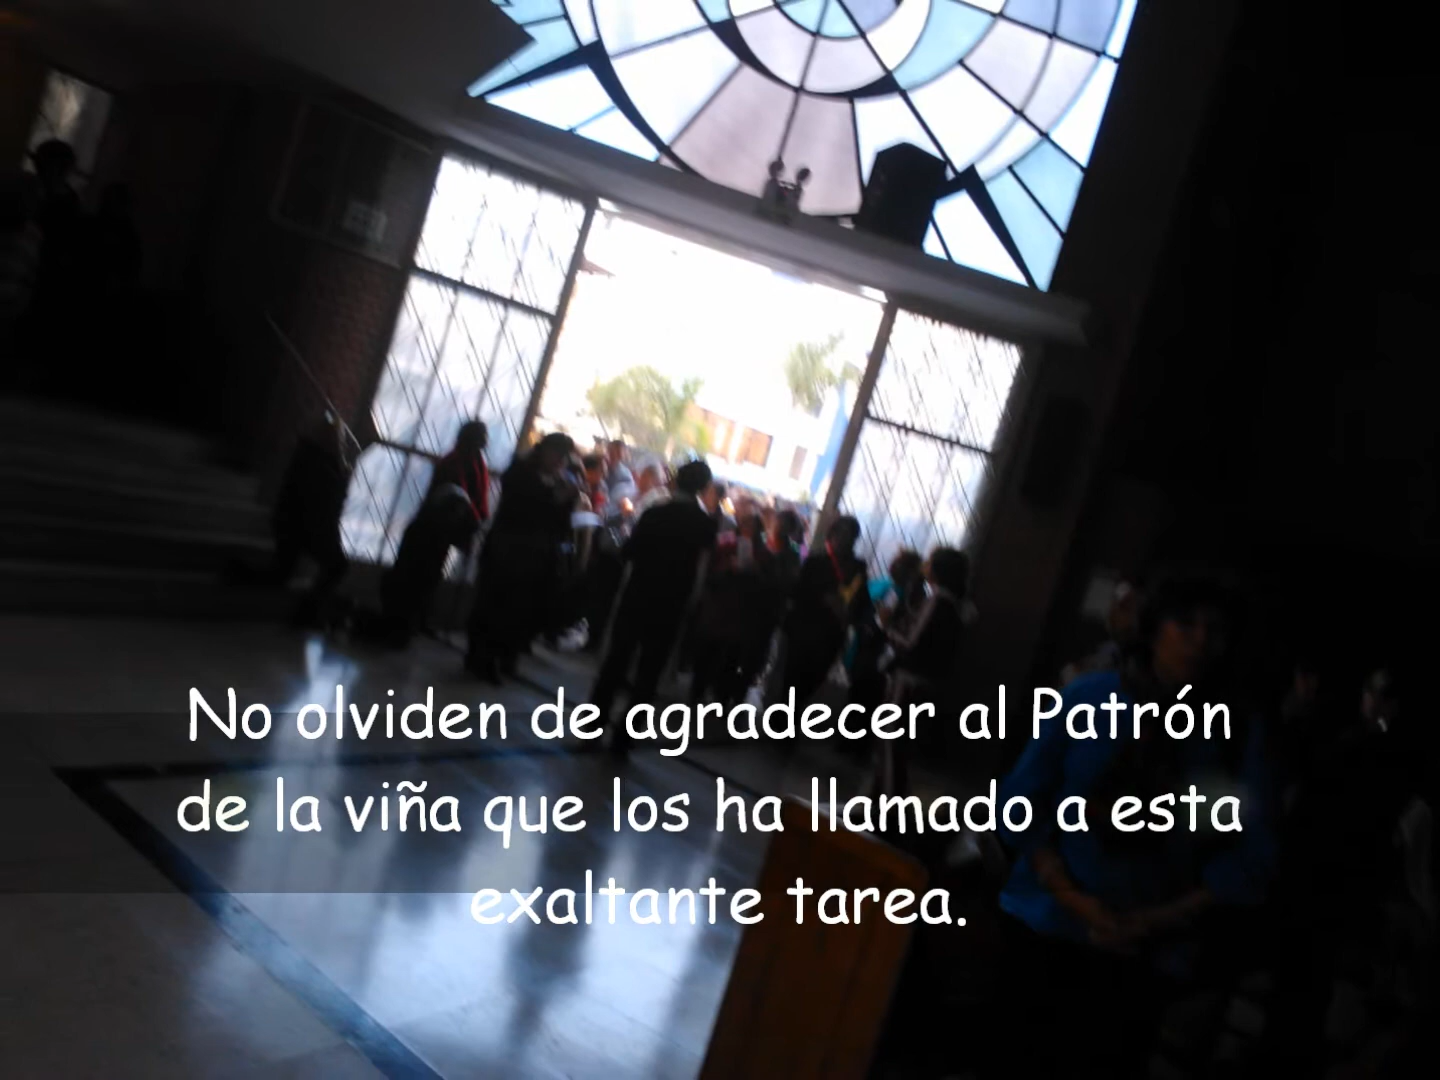 No olviden de agradecer al Patrón
de la viña que los ha llamado a esta
exaltante tarea.